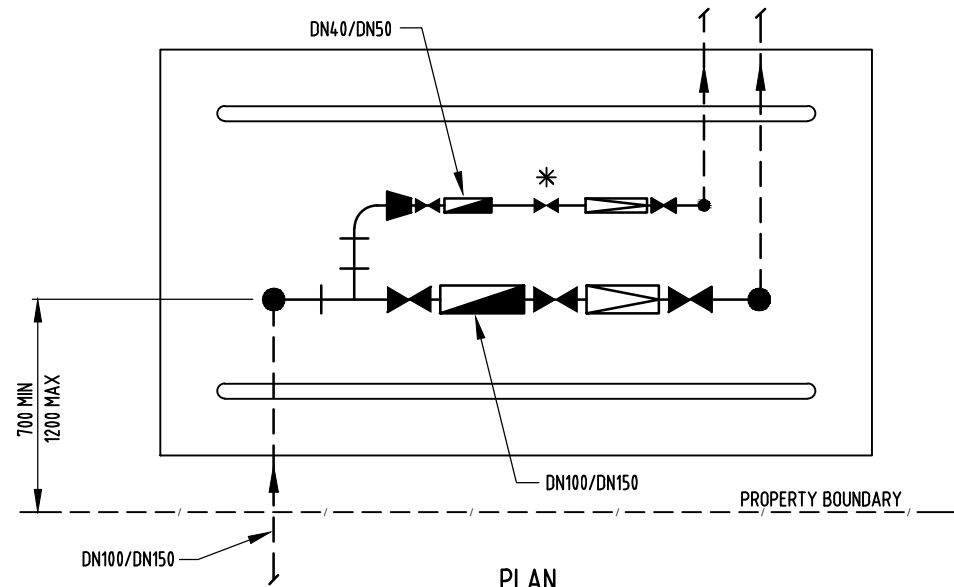 DN40/DN50
*
700 MIN
1200 MAX
DN100/DN150
PROPERTY BOUNDARY
DN100/DN150
PLAN